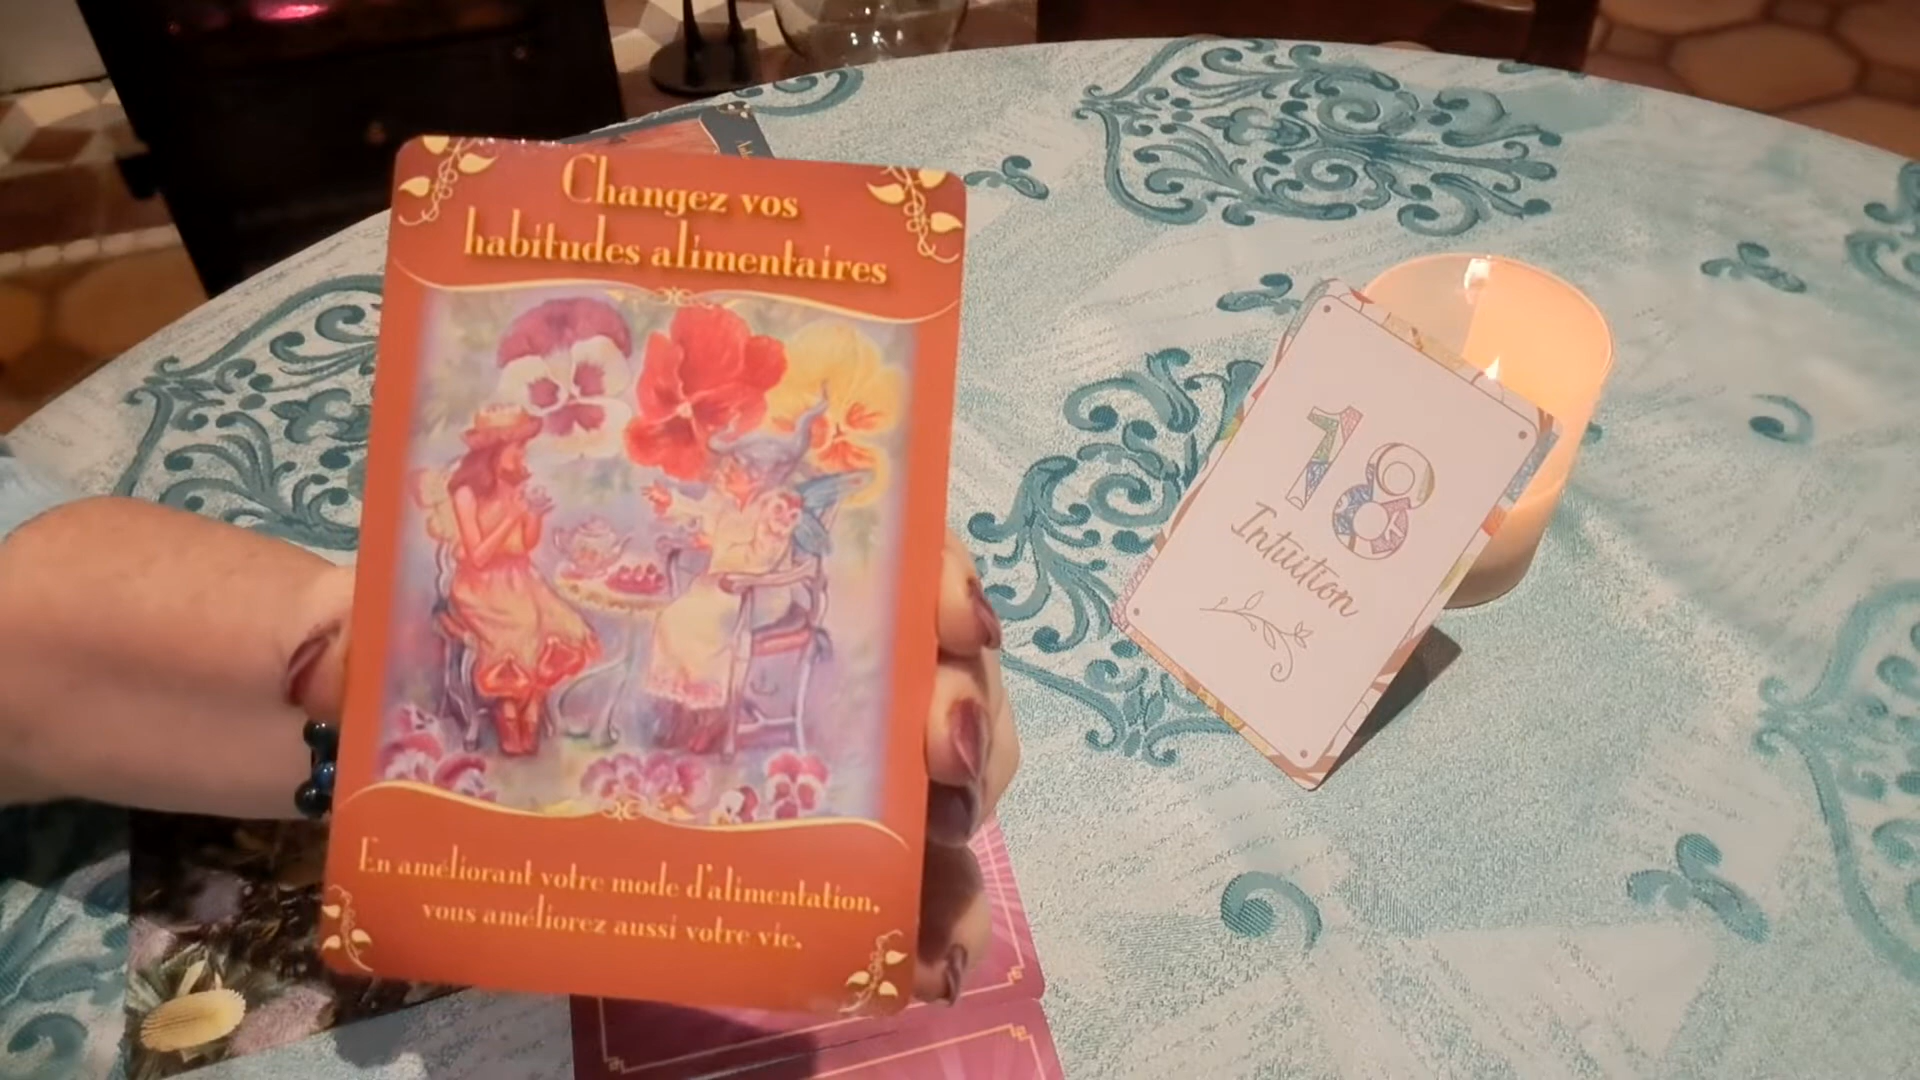 Changez vos
habitudes alimentaires
En améliorant votre mode d'alimentation,
vous améliorez aussi votre vie.
18
Intuition